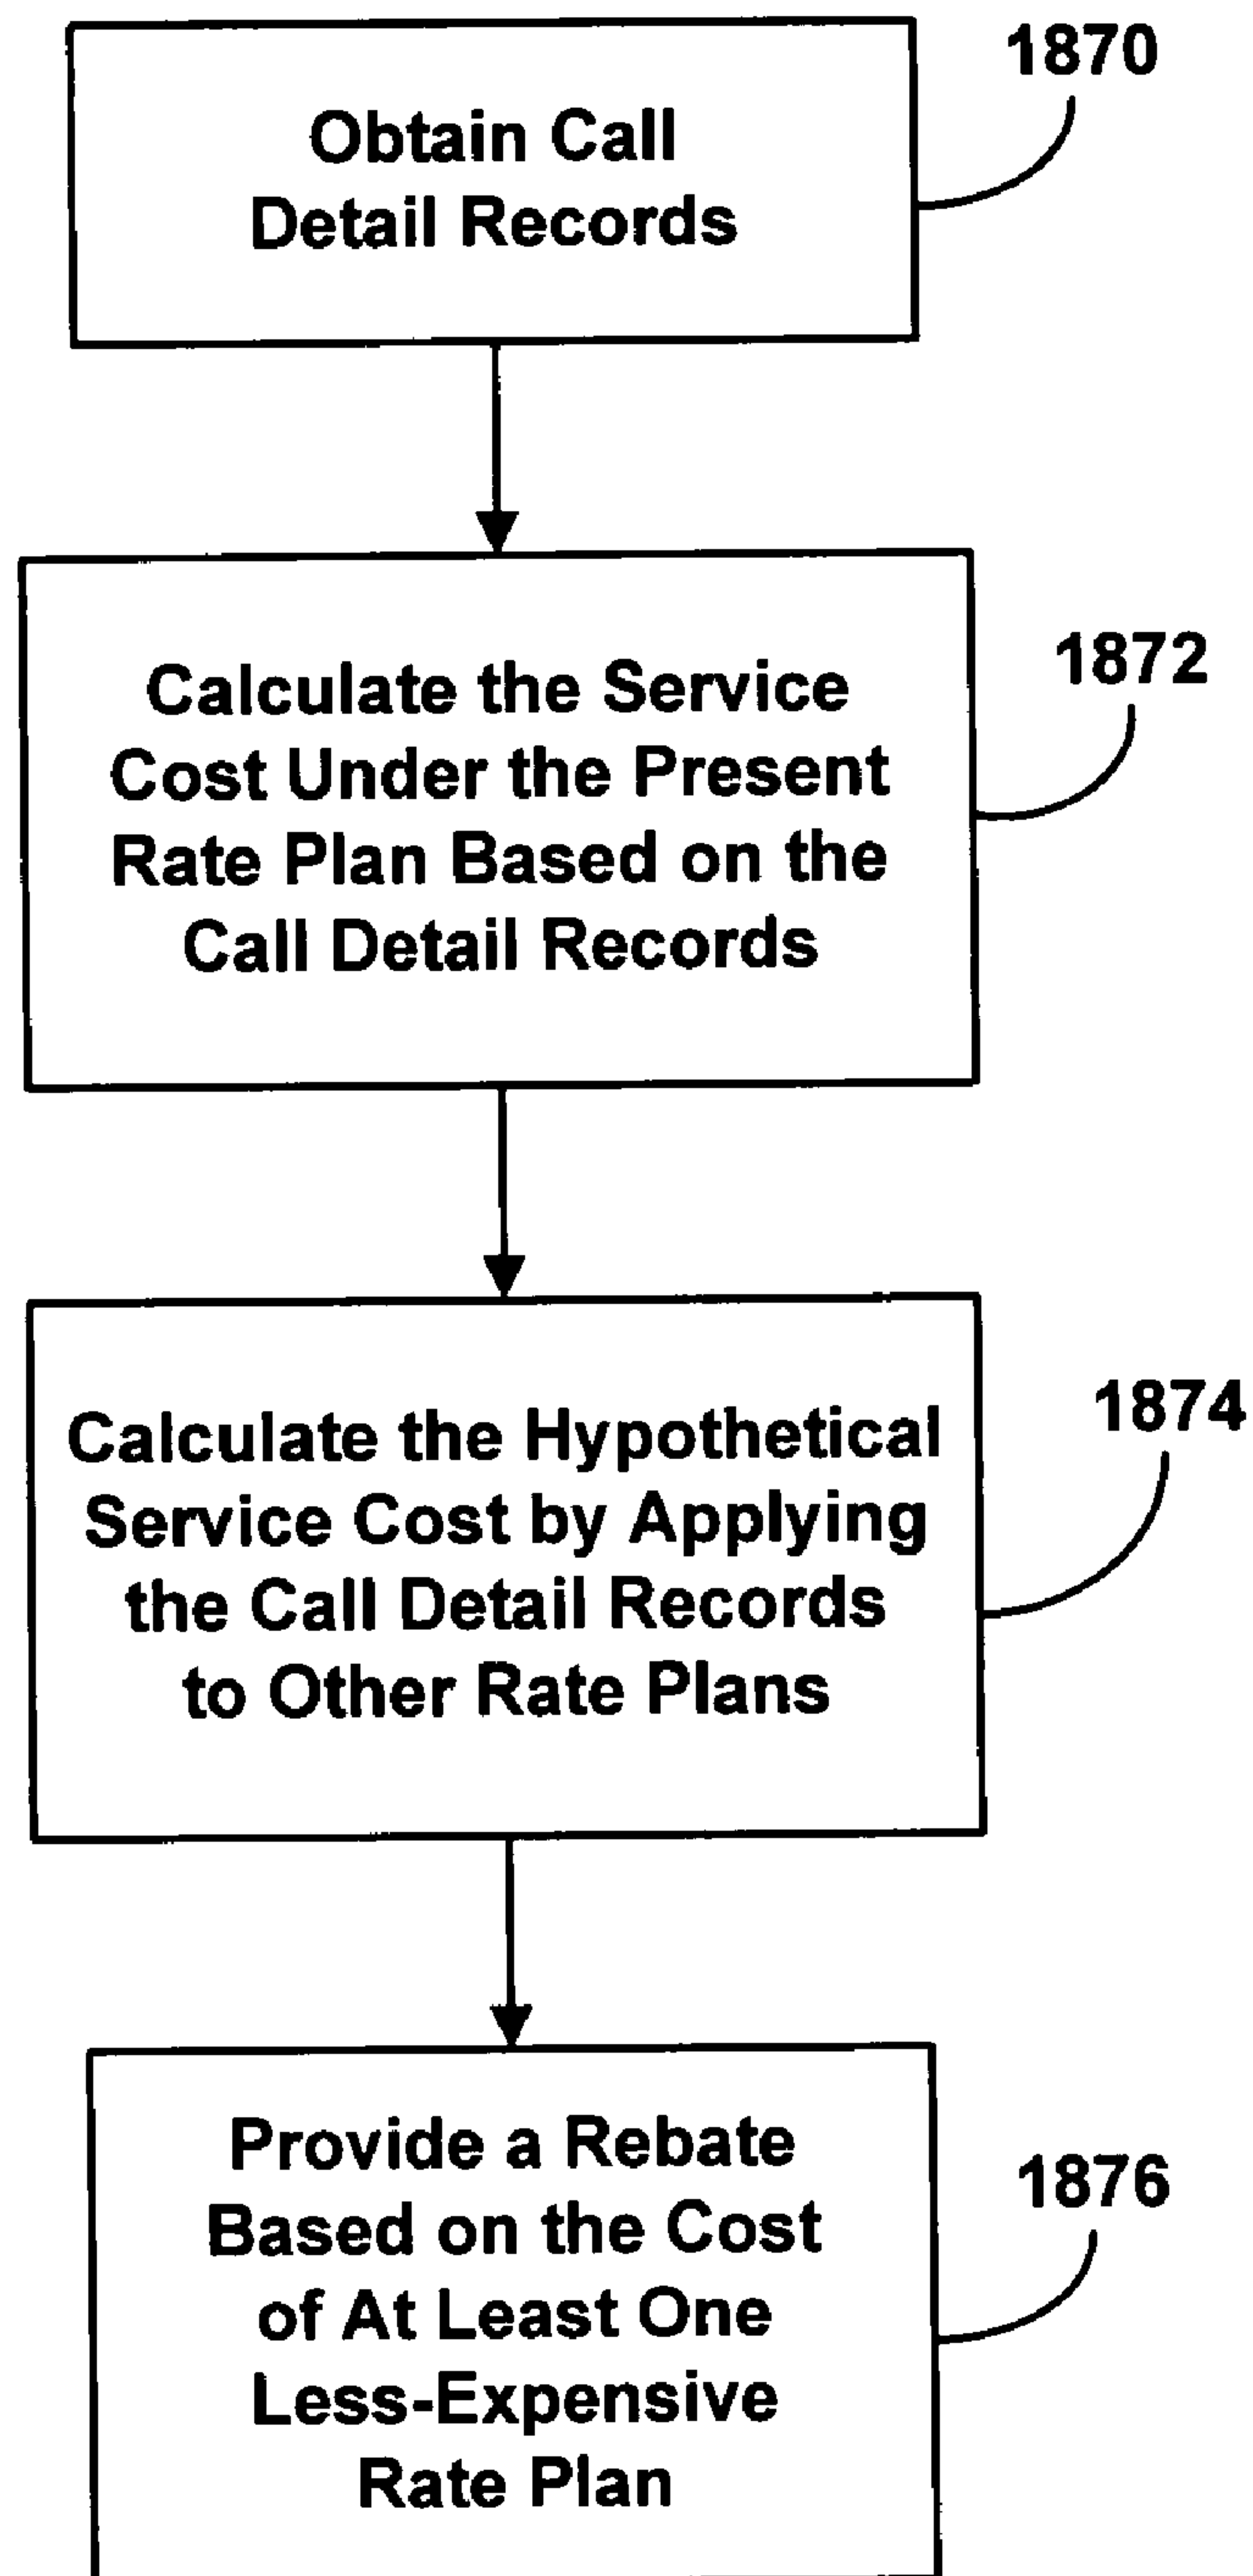 1870
Obtain Call
Detail Records
1872
Calculate the Service
Cost Under the Present
Rate Plan Based on the
Call Detail Records
1874
Calculate the Hypothetical
Service Cost by Applying
the Call Detail Records
to Other Rate Plans
1876
Provide a Rebate
Based on the Cost
of At Least One
Less-Expensive
Rate Plan